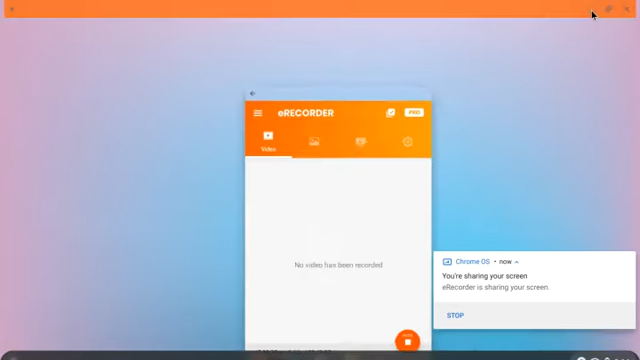 eRECORDER
PRO
Video
No video has been recorded
Chrome OS • now
You're sharing your screen
eRecorder is sharing your screen.
STOP